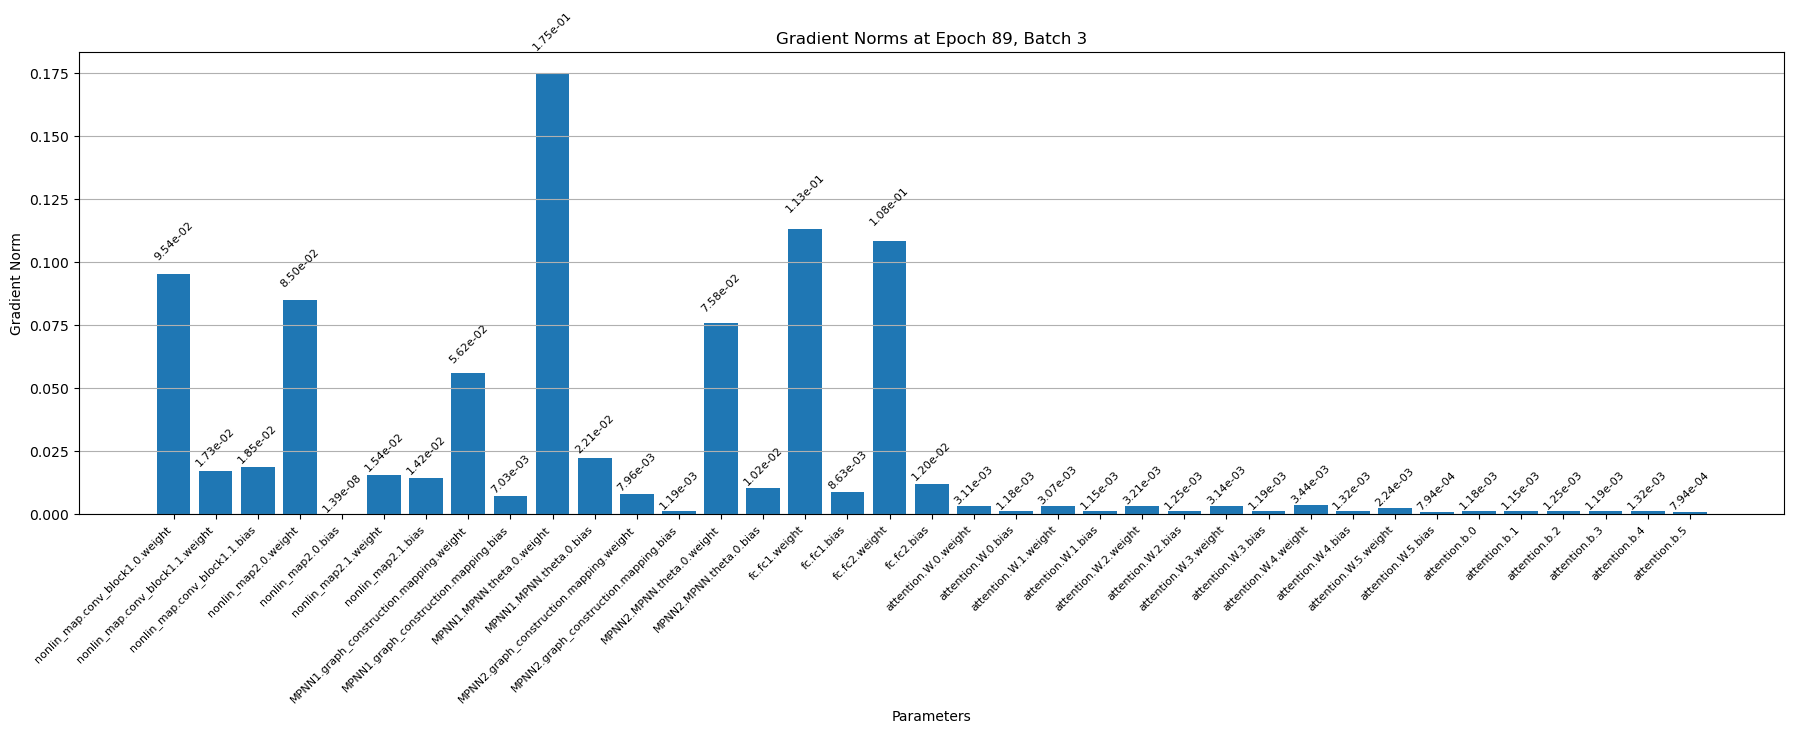 Gradient Norms at Epoch 89, Batch 3
Gradient Norm
0.175
0.150
0.125
0.100
0.075
0.050
0.025
0.000
9.54e-02
1.73e-02
1.85e-02
8.50e-02
1.39e-08
1.54e-02
1.42e-02
5.62e-02
7.03e-03
1.75e-01
2.21e-02
7.96e-03
1.19e-03
7.58e-02
1.02e-02
1.13e-01
8.63e-03
1.08e-01
1.20e-02
3.11e-03
1.18e-03
3.07e-03
1.15e-03
3.21e-03
1.25e-03
3.14e-03
1.19e-03
3.44e-03
1.32e-03
2.24e-03
7.94e-04
1.18e-03
1.15e-03
1.25e-03
1.19e-03
1.32e-03
7.94e-04
nonlin_map.conv_block1.0.weight
nonlin_map.conv_block1.1.weight
nonlin_map.conv_block1.1.bias
nonlin_map2.0.weight
nonlin_map2.0.bias
nonlin_map2.1.weight
nonlin_map2.1.bias
MPNN1.graph_construction.mapping.weight
MPNN1.graph_construction.mapping.bias
MPNN1.MPNN.theta.0.weight
MPNN1.MPNN.theta.0.bias
MPNN2.graph_construction.mapping.weight
MPNN2.graph_construction.mapping.bias
MPNN2.MPNN.theta.0.weight
MPNN2.MPNN.theta.0.bias
fc.fc1.weight
fc.fc1.bias
fc.fc2.weight
fc.fc2.bias
attention.W.0.weight
attention.W.0.bias
attention.W.1.weight
attention.W.1.bias
attention.W.2.weight
attention.W.2.bias
attention.W.3.weight
attention.W.3.bias
attention.W.4.weight
attention.W.4.bias
attention.W.5.weight
attention.W.5.bias
attention.b.0
attention.b.1
attention.b.2
attention.b.3
attention.b.4
attention.b.5
Parameters